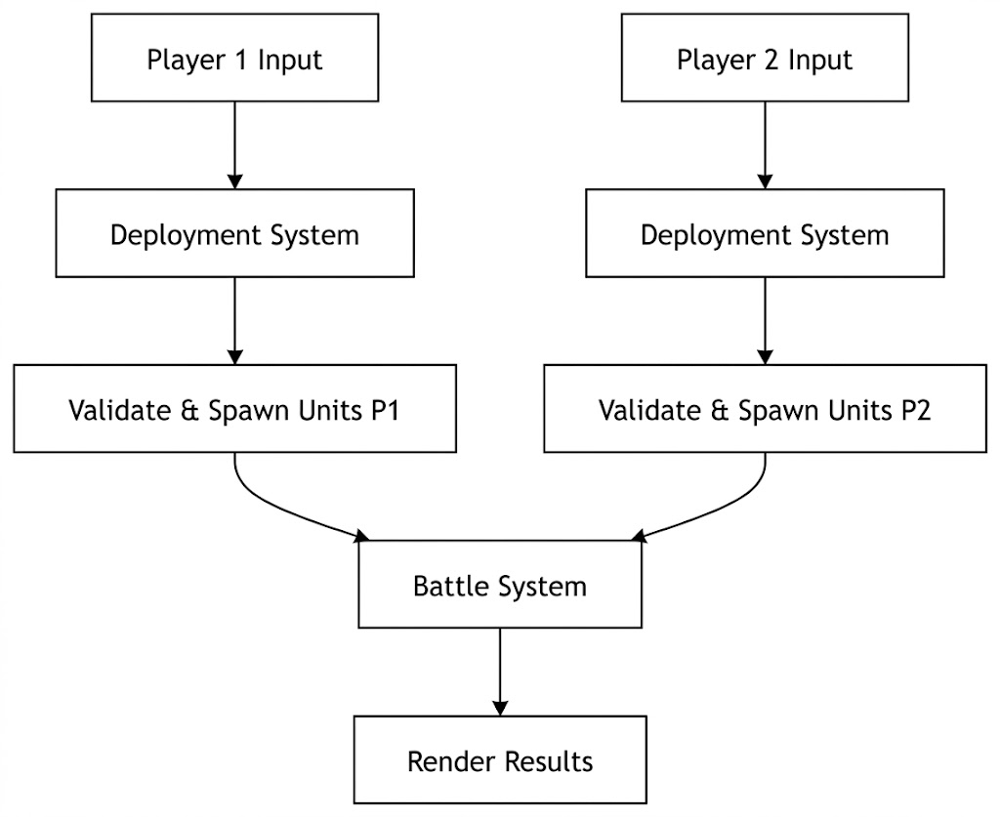 Player 1 Input
Player 2 Input
Deployment System
Deployment System
Validate & Spawn Units P1
Validate & Spawn Units P2
Battle System
Render Results